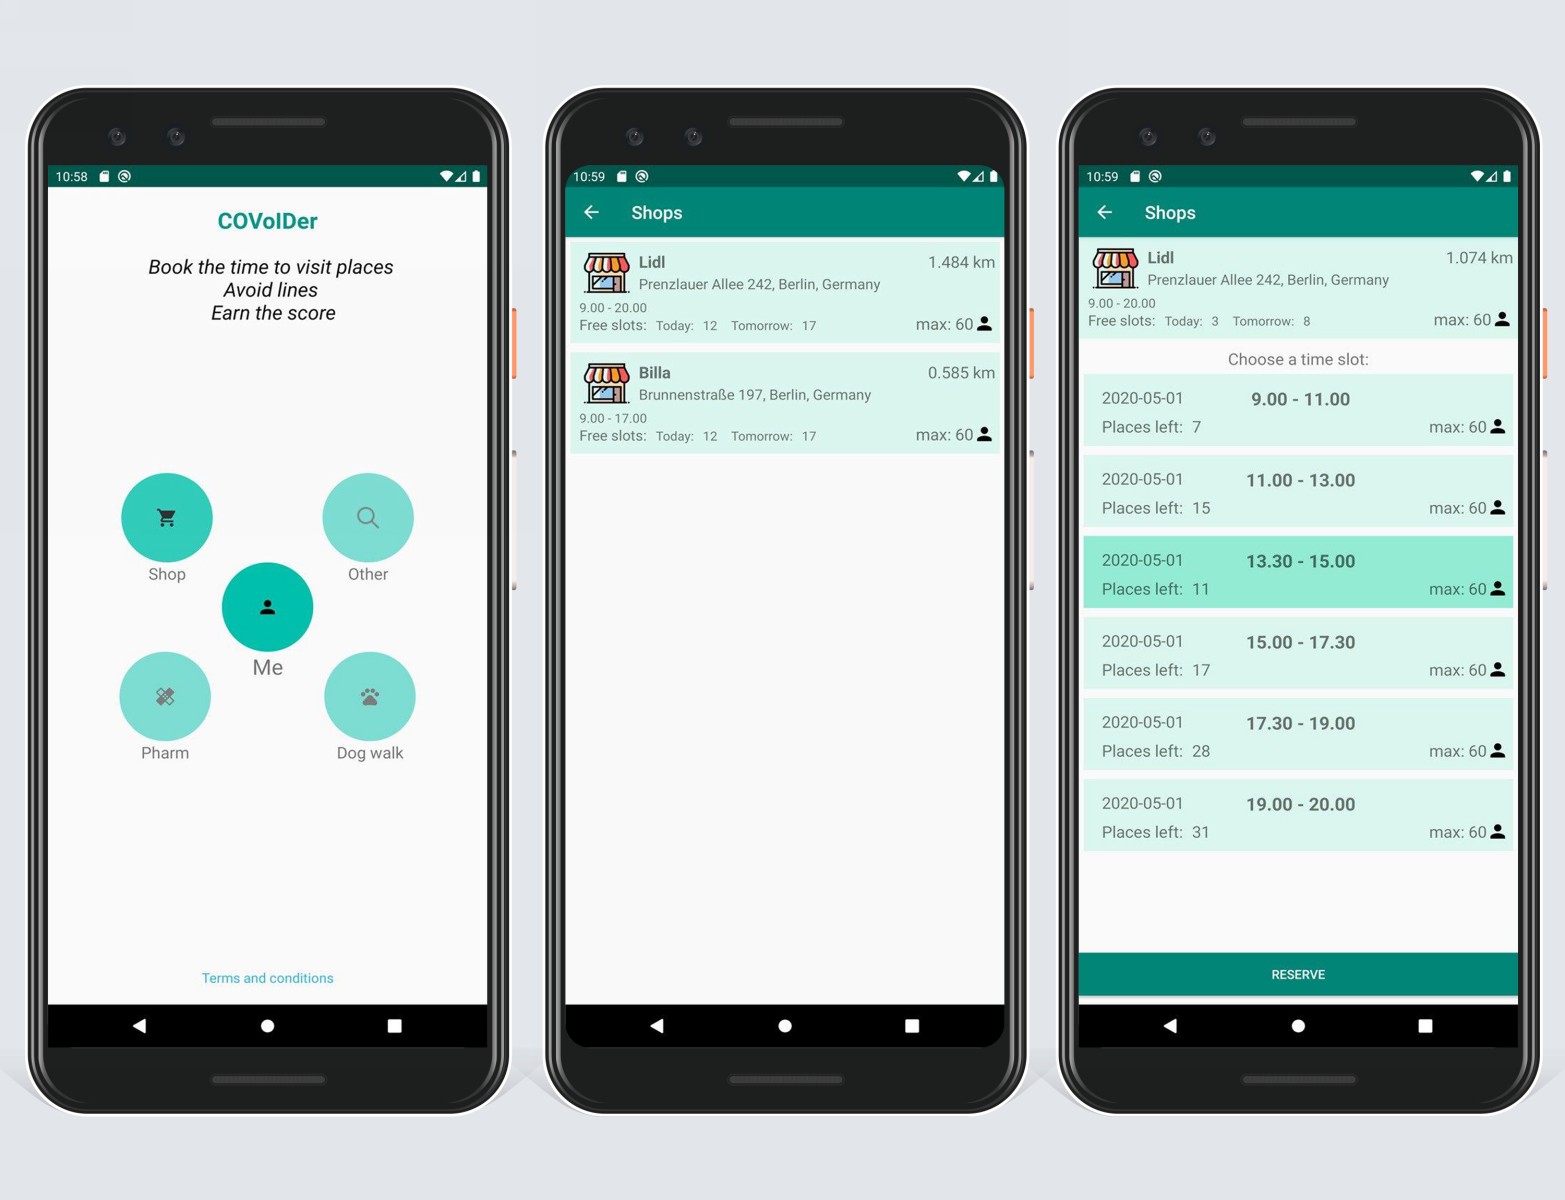 10:58
COVoIDer
Book the time to visit places
Avoid lines
Earn the score
Shop
Other
Me
Pharm
Dog walk
Terms and conditions
10:59
Shops
Lidl 1.484 km
Prenzlauer Allee 242, Berlin, Germany
9.00 - 20.00
Free slots: Today: 12 Tomorrow: 17 max: 60
Billa 0.585 km
Brunnenstraße 197, Berlin, Germany
9.00 - 17.00
Free slots: Today: 12 Tomorrow: 17 max: 60
10:59
Shops
Lidl 1.074 km
Prenzlauer Allee 242, Berlin, Germany
9.00 - 20.00
Free slots: Today: 3 Tomorrow: 8 max: 60
Choose a time slot:
2020-05-01 9.00 - 11.00
Places left: 7 max: 60
2020-05-01 11.00 - 13.00
Places left: 15 max: 60
2020-05-01 13.30 - 15.00
Places left: 11 max: 60
2020-05-01 15.00 - 17.30
Places left: 17 max: 60
2020-05-01 17.30 - 19.00
Places left: 28 max: 60
2020-05-01 19.00 - 20.00
Places left: 31 max: 60
RESERVE